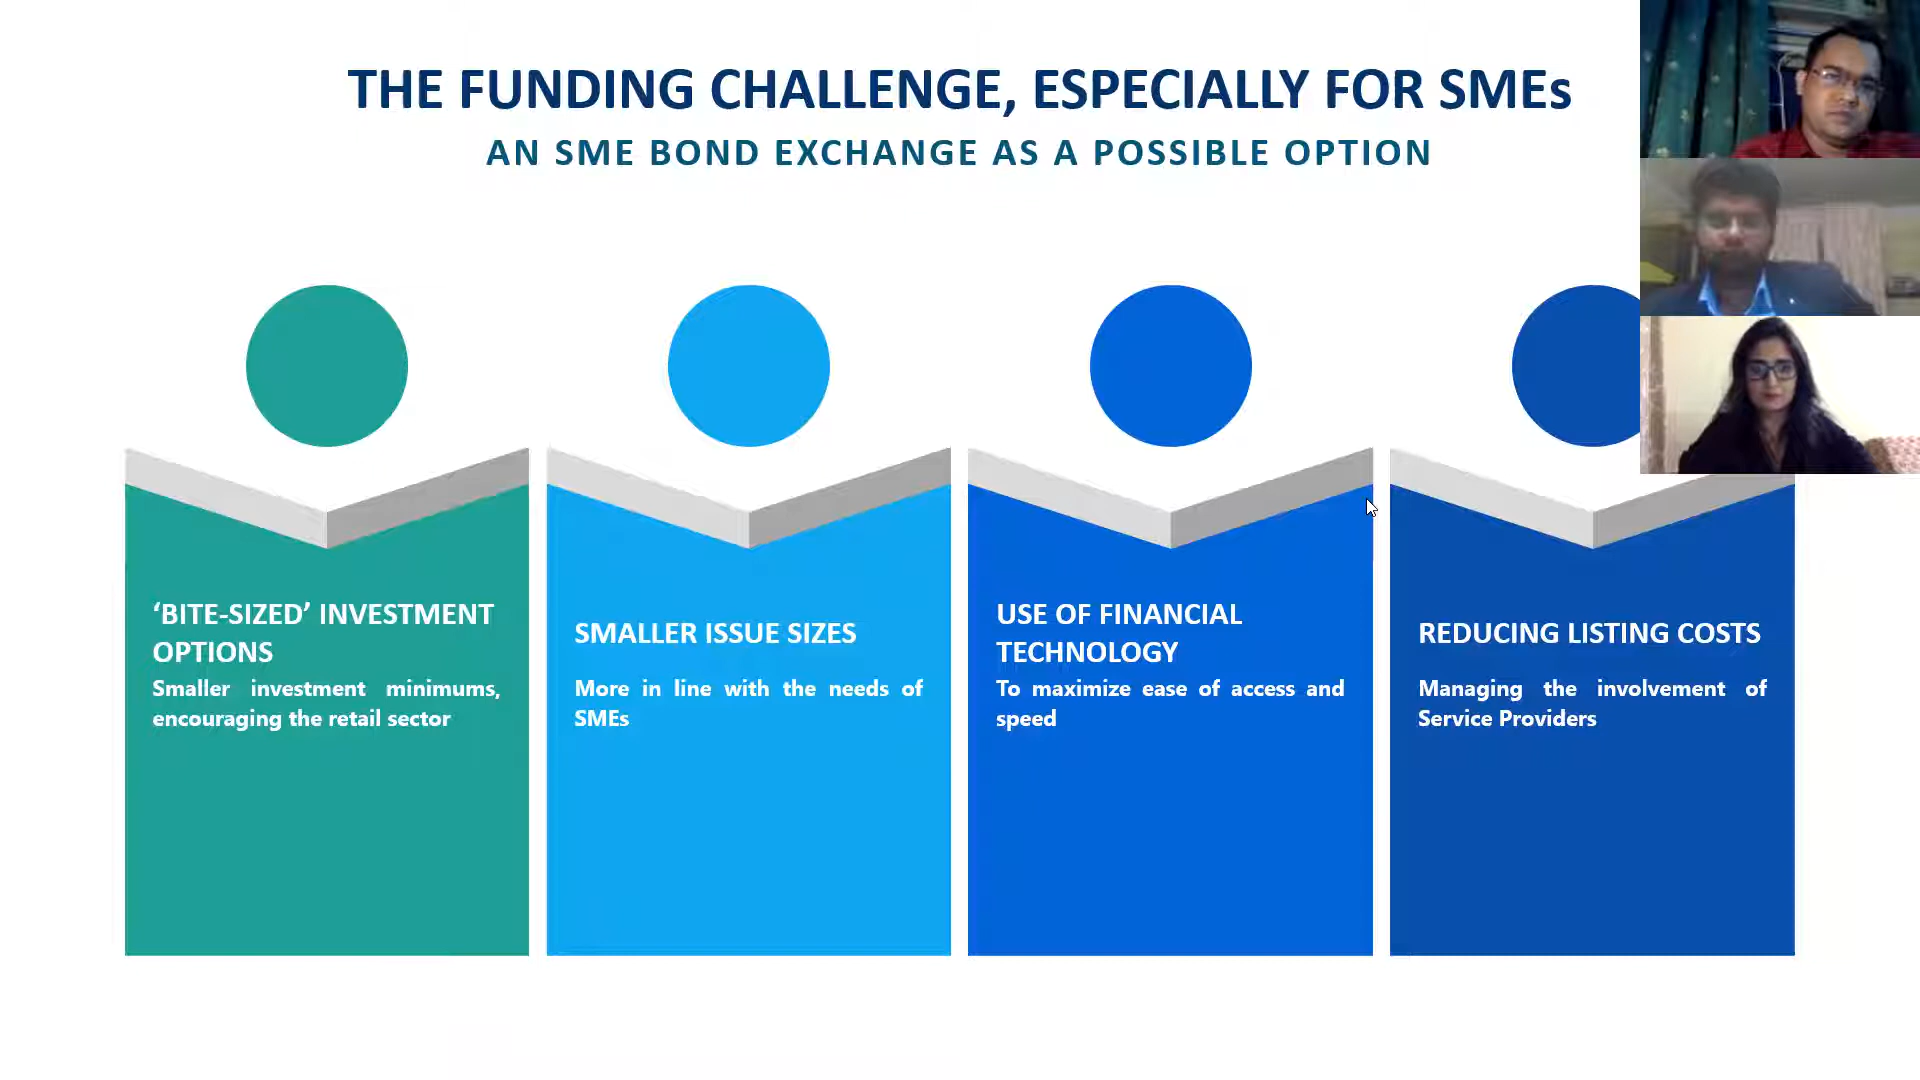 THE FUNDING CHALLENGE, ESPECIALLY FOR SMEs
AN SME BOND EXCHANGE AS A POSSIBLE OPTION
‘BITE-SIZED’ INVESTMENT
OPTIONS
Smaller investment minimums,
encouraging the retail sector
SMALLER ISSUE SIZES
More in line with the needs of
SMEs
USE OF FINANCIAL
TECHNOLOGY
To maximize ease of access and
speed
REDUCING LISTING COSTS
Managing the involvement of
Service Providers